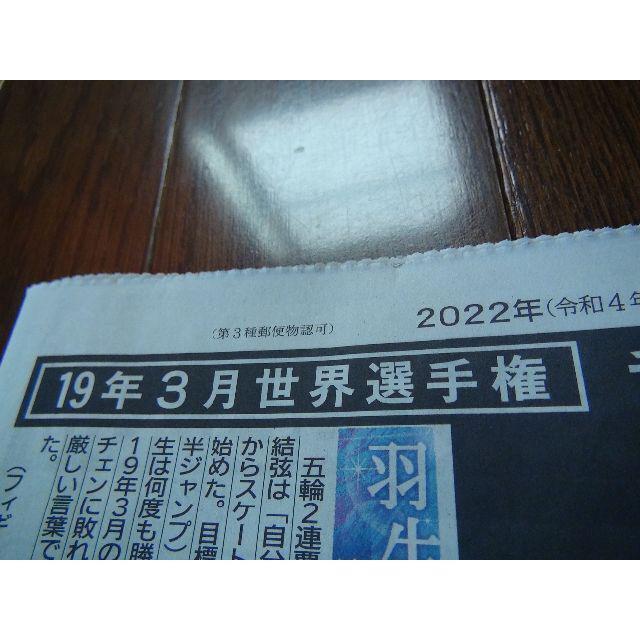 (第3種郵便物認可)
2022年(令和4年
19年3月世界選手権
羽生
五輪2連覇
結弦は「自分
からスケート
始めた。目標
半ジャンプ)
生は何度も勝
19年3月の
チェンに敗れ
厳しい言葉で
た。
(フィギ